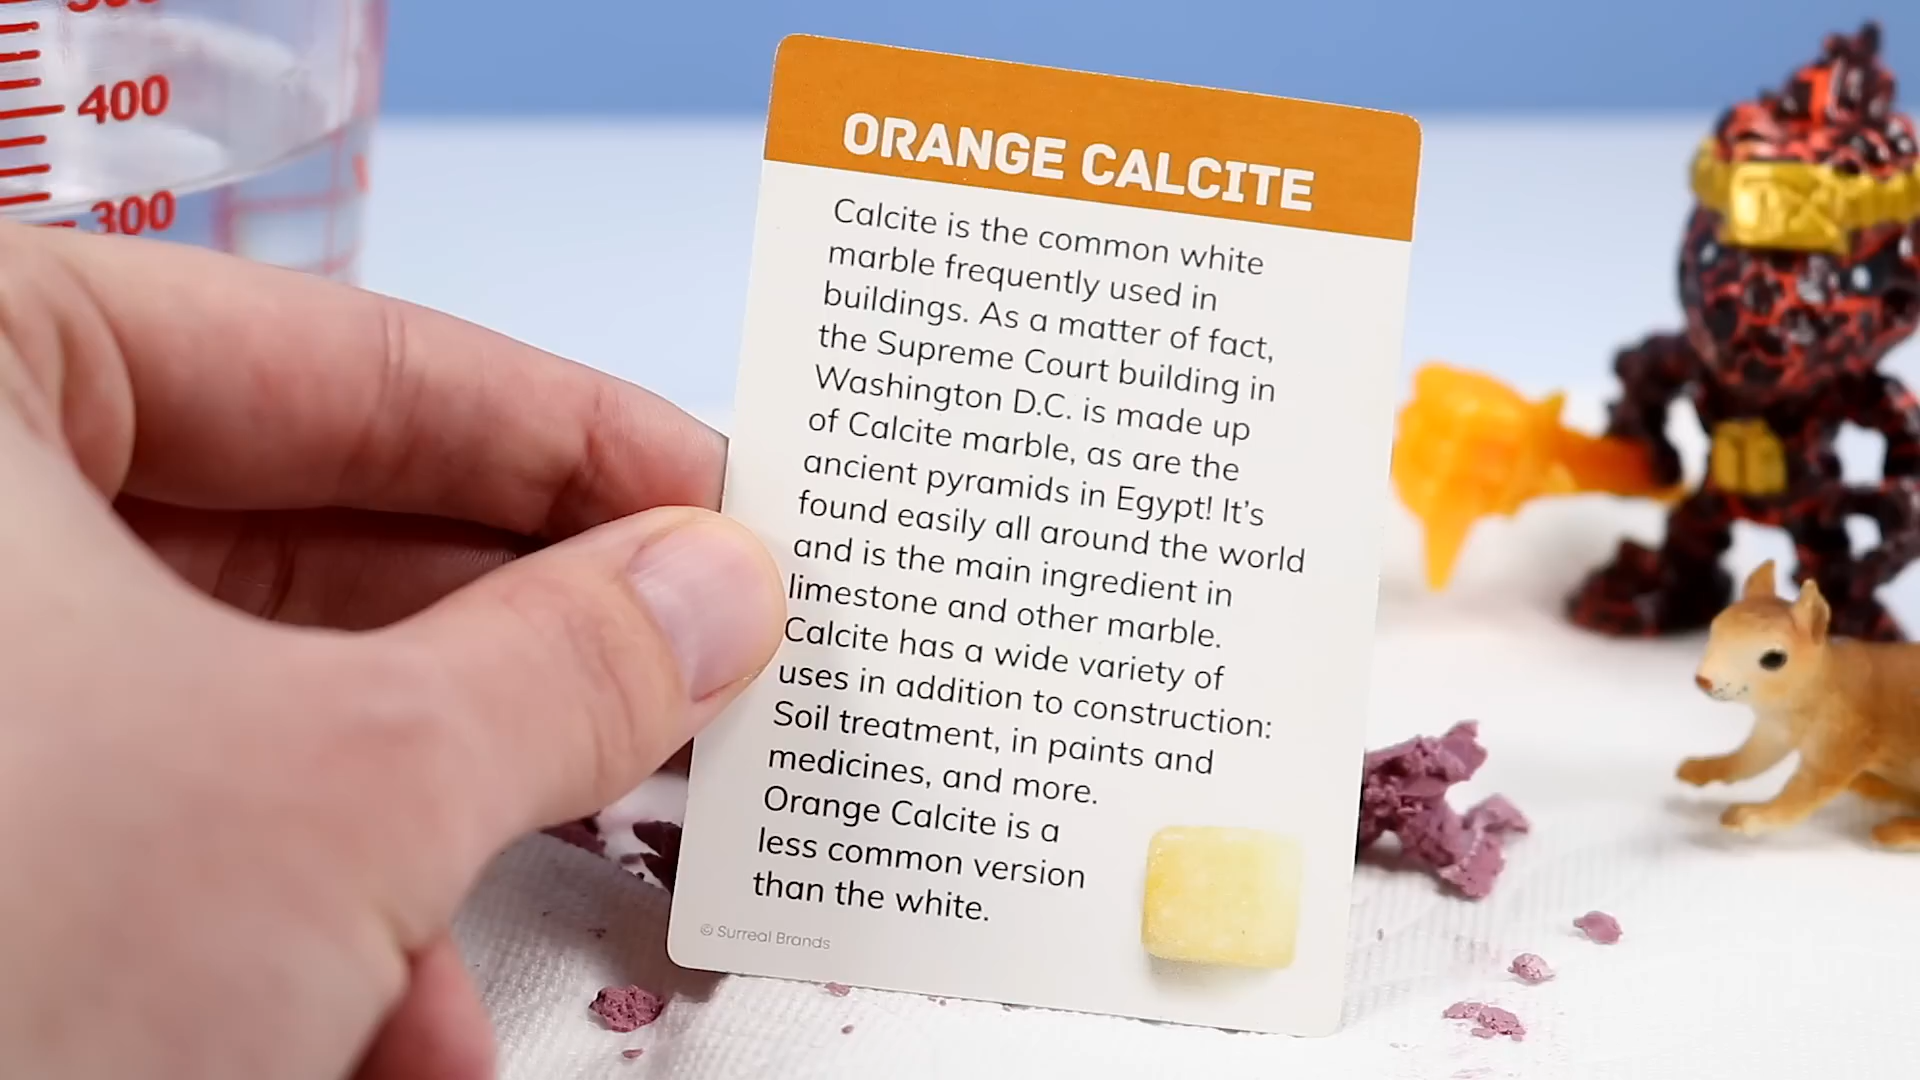 400
300
ORANGE CALCITE
Calcite is the common white
marble frequently used in
buildings. As a matter of fact,
the Supreme Court building in
Washington D.C. is made up
of Calcite marble, as are the
ancient pyramids in Egypt! It's
found easily all around the world
and is the main ingredient in
limestone and other marble.
Calcite has a wide variety of
uses in addition to construction:
Soil treatment, in paints and
medicines, and more.
Orange Calcite is a
less common version
than the white.
© Surreal Brands